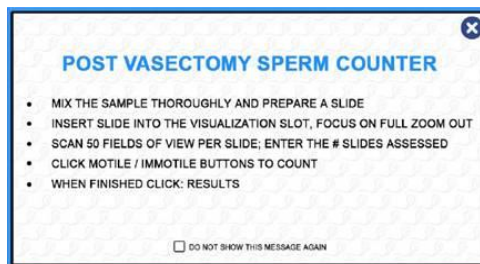 POST VASECTOMY SPERM COUNTER
• MIX THE SAMPLE THOROUGHLY AND PREPARE A SLIDE
• INSERT SLIDE INTO THE VISUALIZATION SLOT, FOCUS ON FULL ZOOM OUT
• SCAN 50 FIELDS OF VIEW PER SLIDE; ENTER THE # SLIDES ASSESSED
• CLICK MOTILE / IMMOTILE BUTTONS TO COUNT
• WHEN FINISHED CLICK: RESULTS
DO NOT SHOW THIS MESSAGE AGAIN